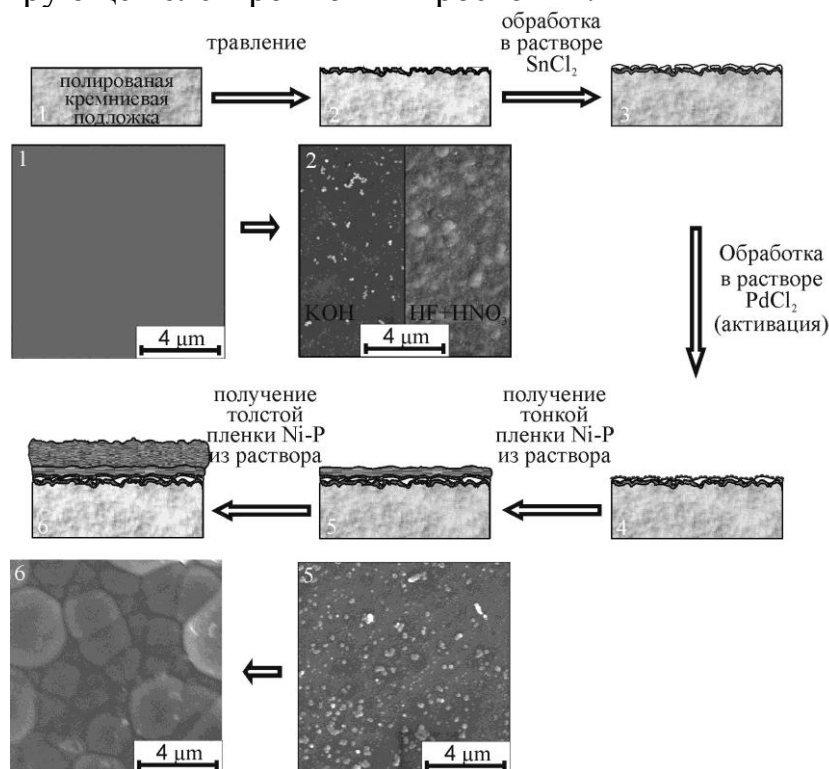 травление
обработка
в растворе
SnCl₂
полированая
кремниевая
подложка
1
2
3
1
2
KOH
HF+HNO₃
4 μm
4 μm
Обработка
в растворе
PdCl₂
(активация)
получение
толстой
пленки Ni-P
из раствора
получение
тонкой
пленки Ni-P
из раствора
6
5
4
6
5
4 μm
4 μm